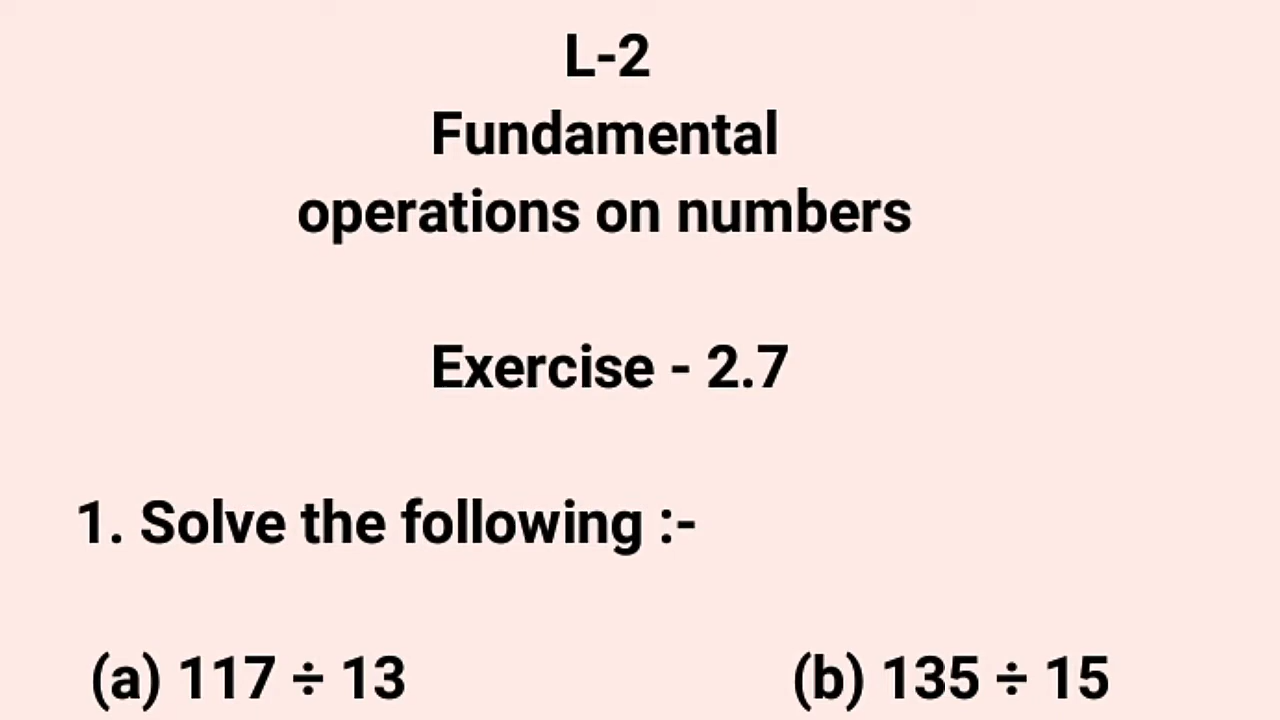 L-2
Fundamental
operations on numbers
Exercise - 2.7
1. Solve the following :-
(a) 117 ÷ 13 (b) 135 ÷ 15